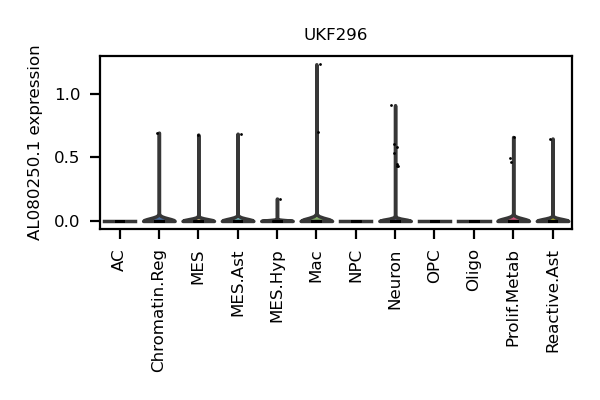 UKF296
AL080250.1 expression
1.0
0.5
0.0
AC
Chromatin.Reg
MES
MES.Ast
MES.Hyp
Mac
NPC
Neuron
OPC
Oligo
Prolif.Metab
Reactive.Ast